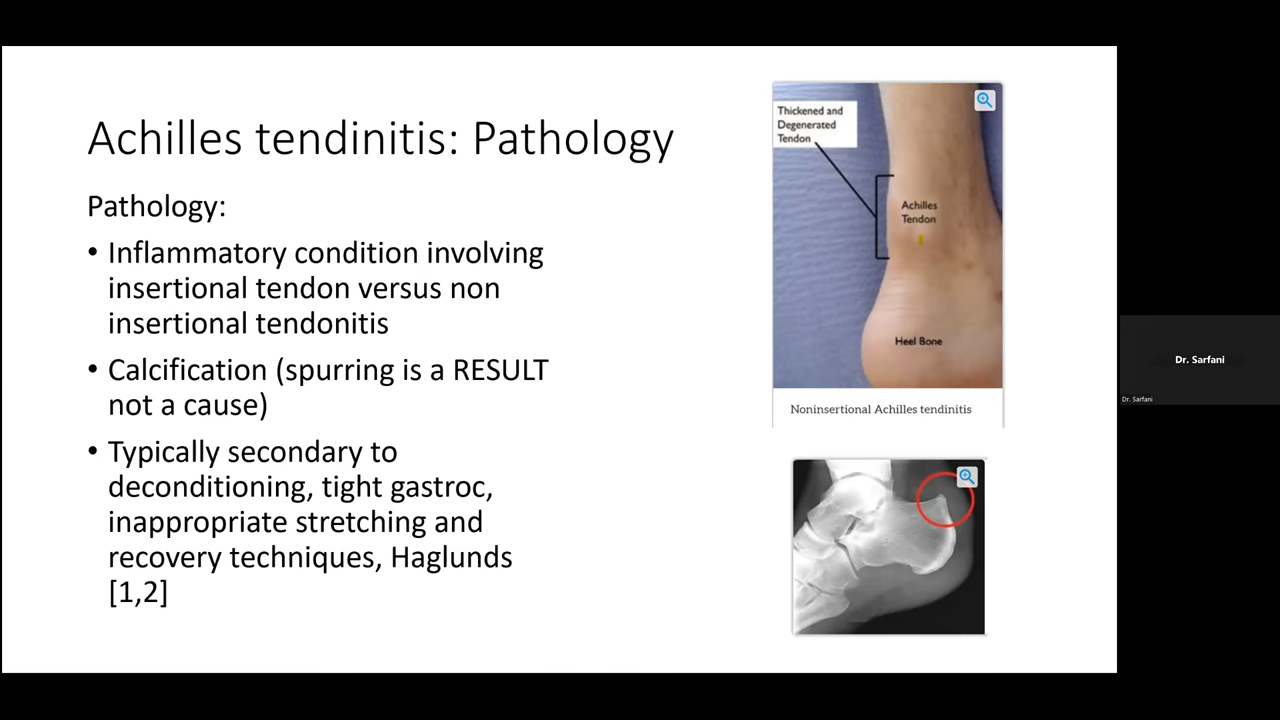 Achilles tendinitis: Pathology
Pathology:
• Inflammatory condition involving
insertional tendon versus non
insertional tendonitis
• Calcification (spurring is a RESULT
not a cause)
• Typically secondary to
deconditioning, tight gastroc,
inappropriate stretching and
recovery techniques, Haglunds
[1,2]
Thickened and
Degenerated
Tendon
Achilles
Tendon
Heel Bone
Noninsertional Achilles tendinitis
Dr. Sarfani
Dr. Sarfani